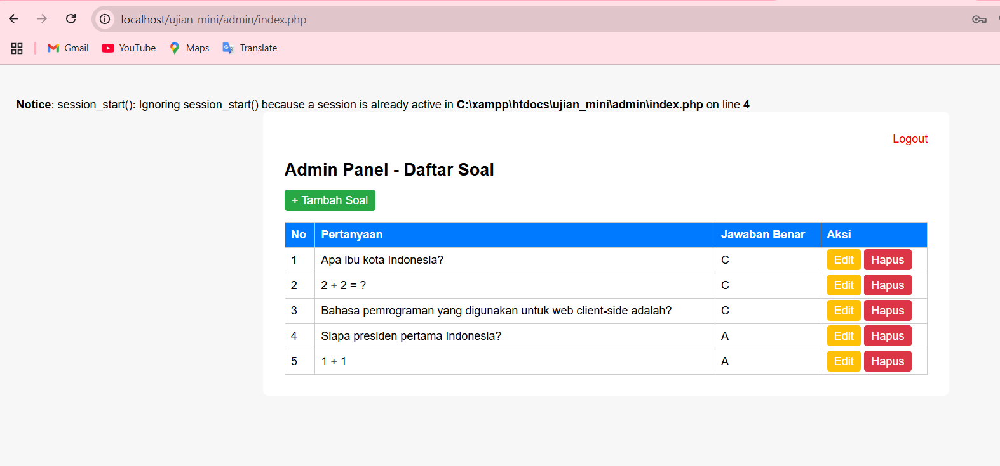 localhost/ujian_mini/admin/index.php
Gmail YouTube Maps Translate
Notice: session_start(): Ignoring session_start() because a session is already active in C:\xampp\htdocs\ujian_mini\admin\index.php on line 4
Logout
Admin Panel - Daftar Soal
+ Tambah Soal
No Pertanyaan Jawaban Benar Aksi
1 Apa ibu kota Indonesia? C Edit Hapus
2 2 + 2 = ? C Edit Hapus
3 Bahasa pemrograman yang digunakan untuk web client-side adalah? C Edit Hapus
4 Siapa presiden pertama Indonesia? A Edit Hapus
5 1 + 1 A Edit Hapus